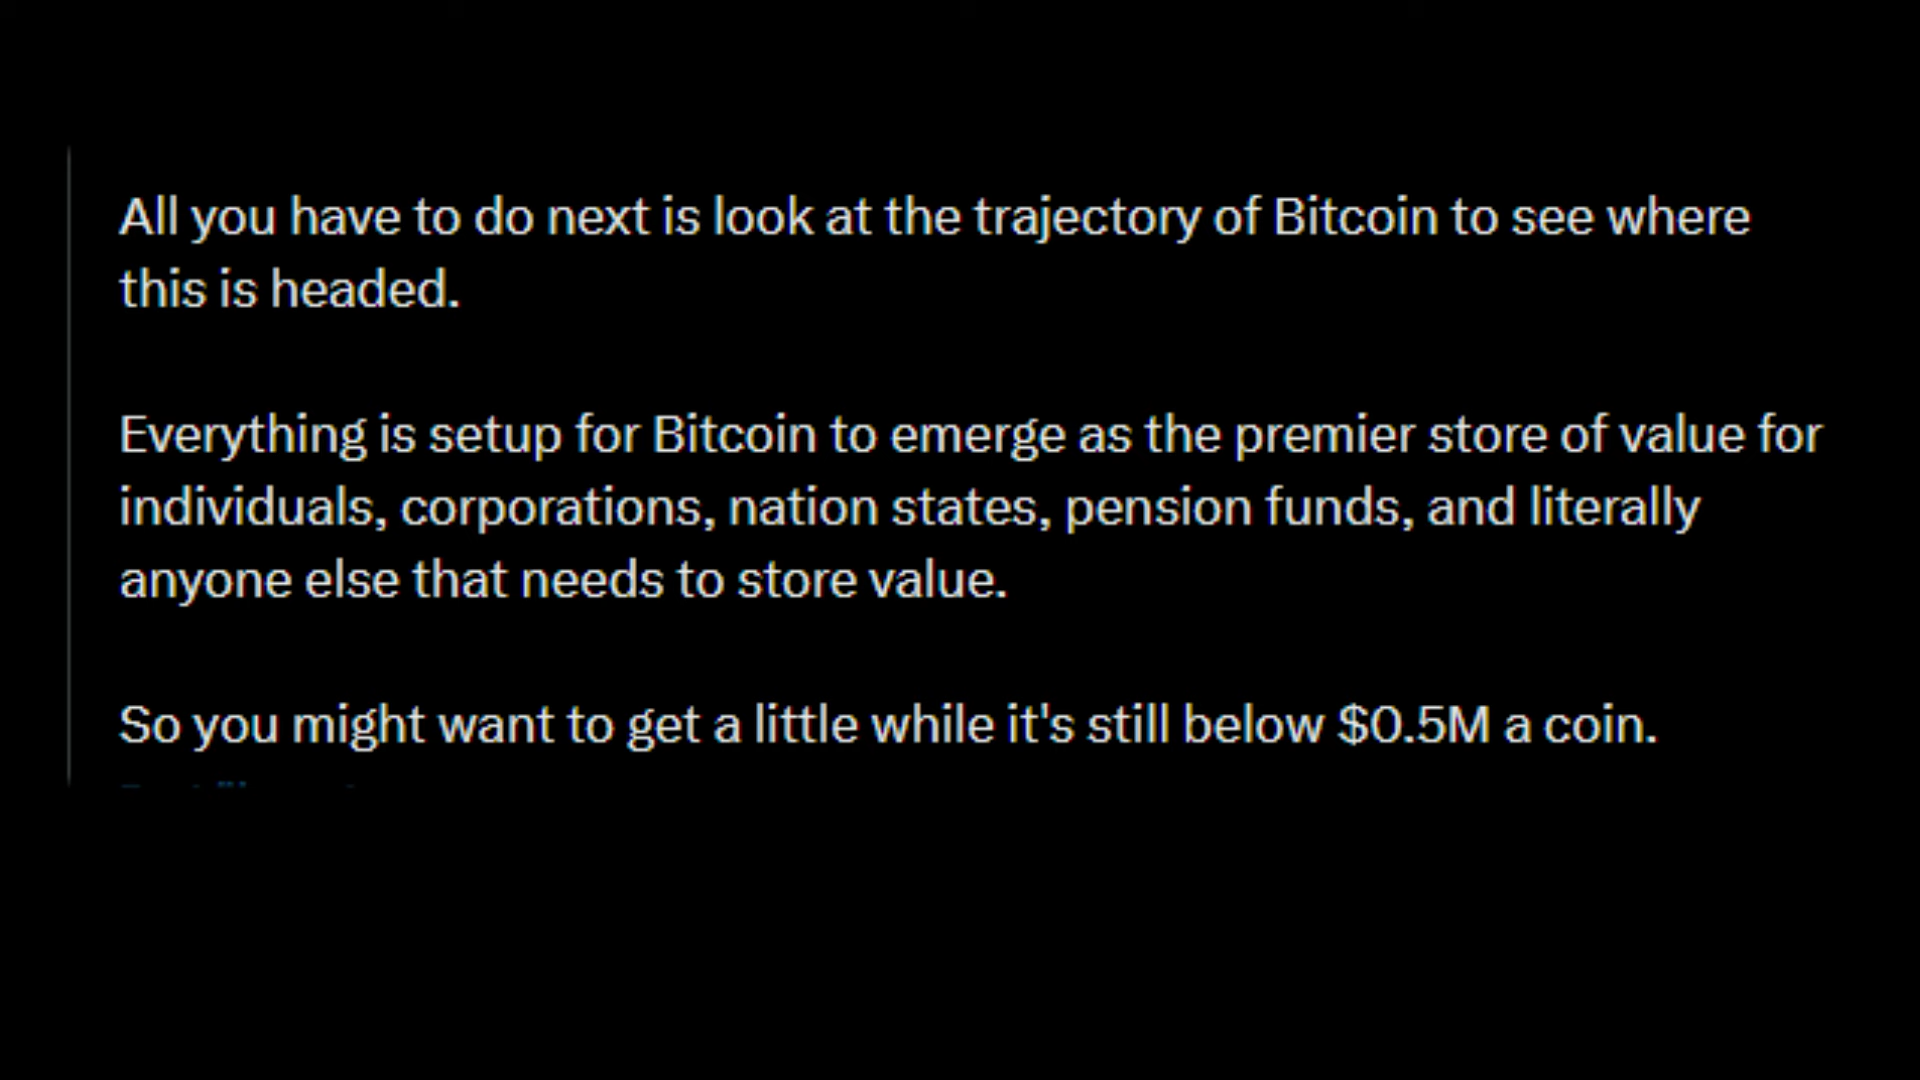 All you have to do next is look at the trajectory of Bitcoin to see where
this is headed.
Everything is setup for Bitcoin to emerge as the premier store of value for
individuals, corporations, nation states, pension funds, and literally
anyone else that needs to store value.
So you might want to get a little while it's still below $0.5M a coin.